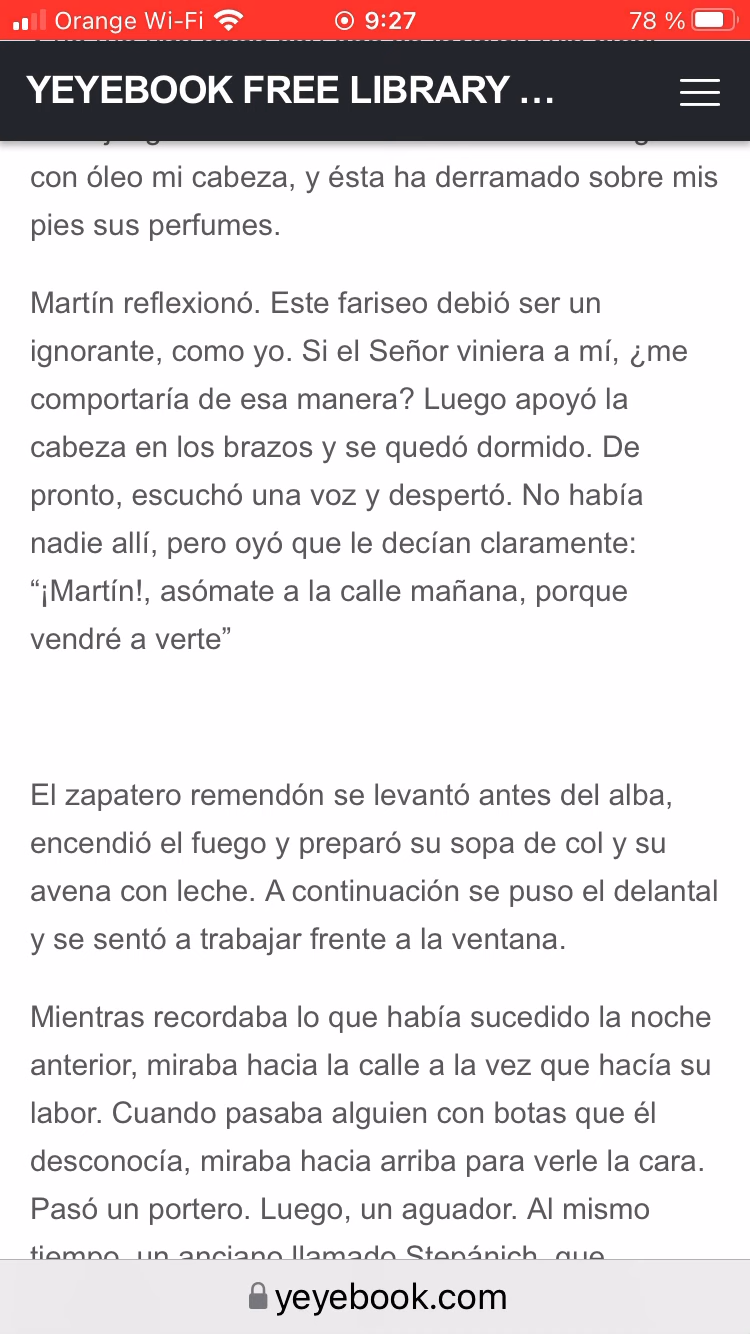 Orange Wi-Fi 9:27 78 %
YEYEBOOK FREE LIBRARY ...
con óleo mi cabeza, y ésta ha derramado sobre mis
pies sus perfumes.
Martín reflexionó. Este fariseo debió ser un
ignorante, como yo. Si el Señor viniera a mí, ¿me
comportaría de esa manera? Luego apoyó la
cabeza en los brazos y se quedó dormido. De
pronto, escuchó una voz y despertó. No había
nadie allí, pero oyó que le decían claramente:
“¡Martín!, asómate a la calle mañana, porque
vendré a verte”
El zapatero remendón se levantó antes del alba,
encendió el fuego y preparó su sopa de col y su
avena con leche. A continuación se puso el delantal
y se sentó a trabajar frente a la ventana.
Mientras recordaba lo que había sucedido la noche
anterior, miraba hacia la calle a la vez que hacía su
labor. Cuando pasaba alguien con botas que él
desconocía, miraba hacia arriba para verle la cara.
Pasó un portero. Luego, un aguador. Al mismo
tiempo, un anciano llamado Stepánich, que
yeyebook.com